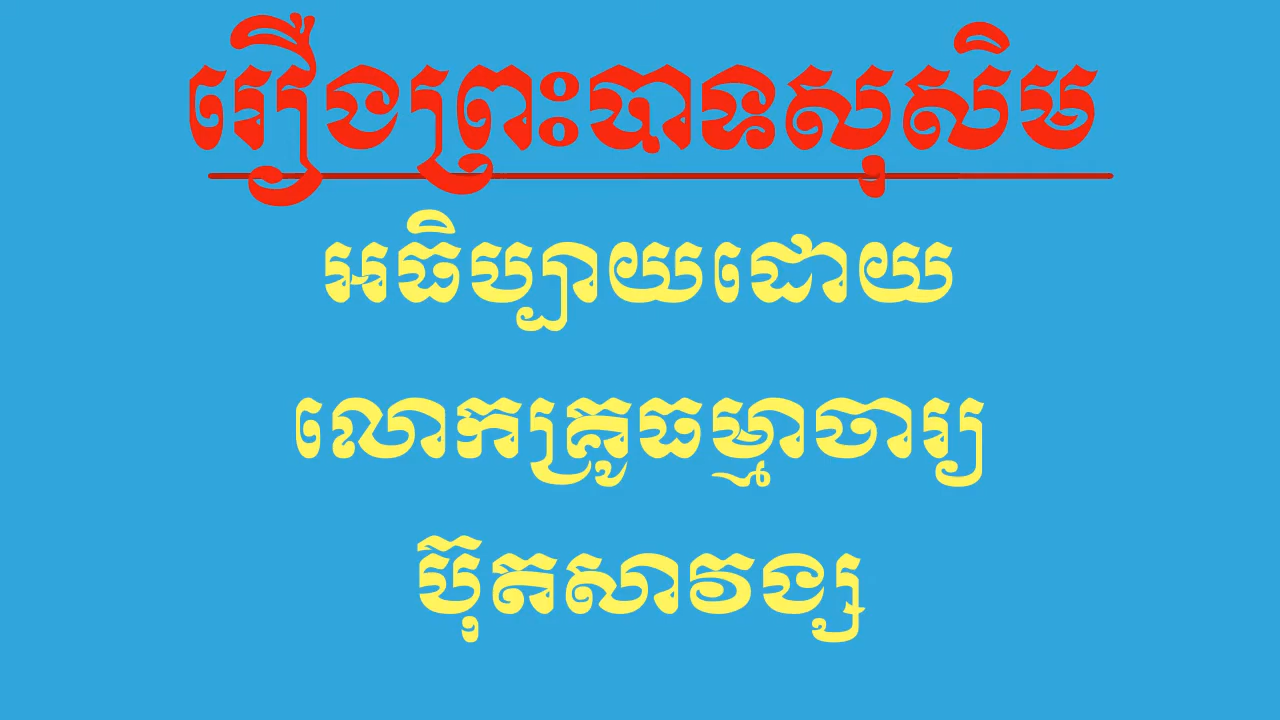 រឿងព្រះបាទសុសិម
អធិប្បាយដោយ
លោកគ្រូធម្មាចារ្យ
ប៊ុតសាវង្ស